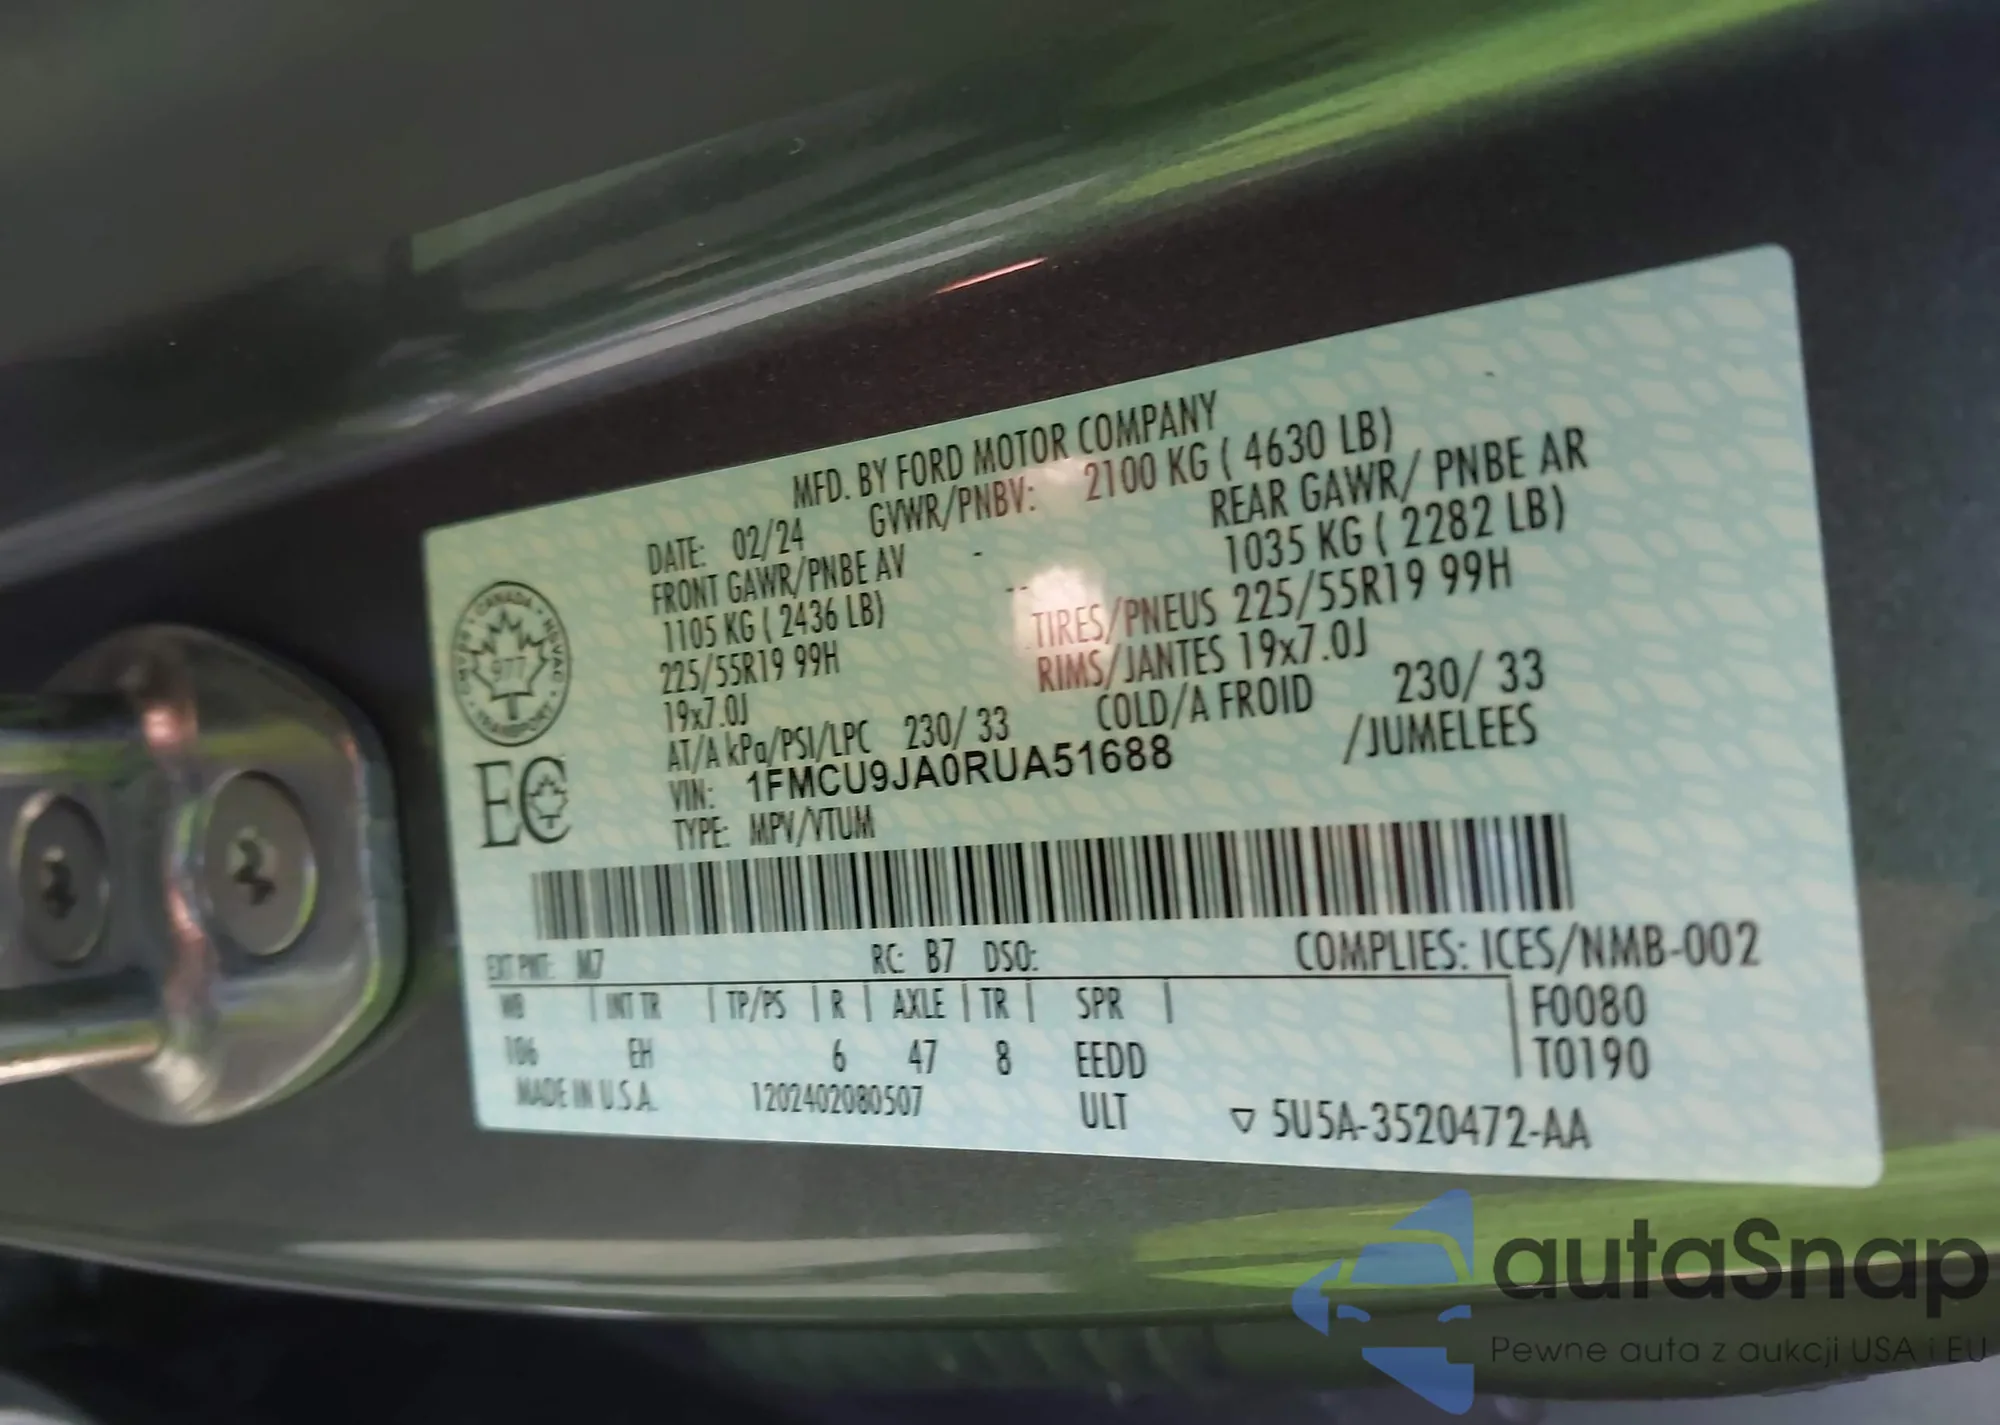 MFD. BY FORD MOTOR COMPANY
DATE: 02/24 GVWR/PNBV: 2100 KG ( 4630 LB)
FRONT GAWR/PNBE AV REAR GAWR/ PNBE AR
1105 KG ( 2436 LB) 1035 KG ( 2282 LB)
225/55R19 99H TIRES/PNEUS 225/55R19 99H
19x7.0J RIMS/JANTES 19x7.0J
AT/A kPa/PSI/LPC 230/ 33 COLD/A FROID 230/ 33
VIN: 1FMCU9JA0RUA51688 /JUMELEES
TYPE: MPV/VTUM
CANADA
977
TRANSPORT
EC
EXT PNT: M7 RC: B7 DSO: COMPLIES: ICES/NMB-002
WB | INT TR | TP/PS | R | AXLE | TR | SPR | F0080
106 EH 6 47 8 EEDD T0190
MADE IN U.S.A. 1202402080507 ULT ▽ 5U5A-3520472-AA
autaSnap
Pewne auta z aukcji USA i EU